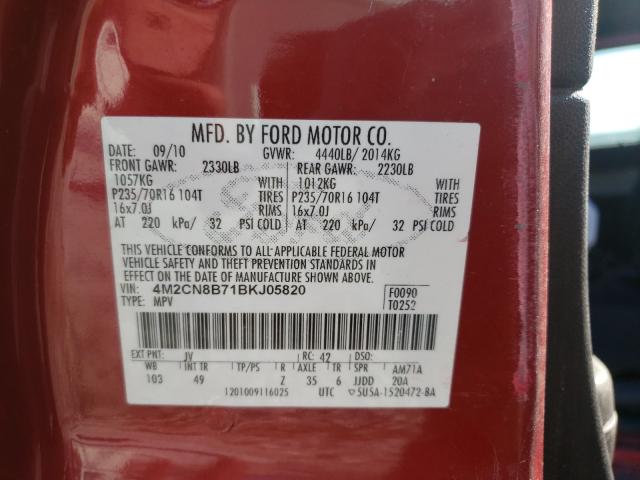 MFD. BY FORD MOTOR CO.
DATE: 09/10 GVWR: 4440LB/ 2014KG
FRONT GAWR: 2330LB REAR GAWR: 2230LB
1057KG WITH 1012KG WITH
P235/70R16 104T TIRES P235/70R16 104T TIRES
16x7.0J RIMS 16x7.0J RIMS
AT 220 kPa/ 32 PSI COLD AT 220 kPa/ 32 PSI COLD
THIS VEHICLE CONFORMS TO ALL APPLICABLE FEDERAL MOTOR
VEHICLE SAFETY AND THEFT PREVENTION STANDARDS IN
EFFECT ON THE DATE OF MANUFACTURE SHOWN ABOVE.
VIN: 4M2CN8B71BKJ05820 F0090
TYPE: MPV T0252
EXT PNT: JV RC: 42 DSO:
WB INT TR TP/PS R AXLE TR SPR AM71A
103 49 Z 35 6 JJDD 20A
1201009116025 UTC ▽5U5A-1520472-BA